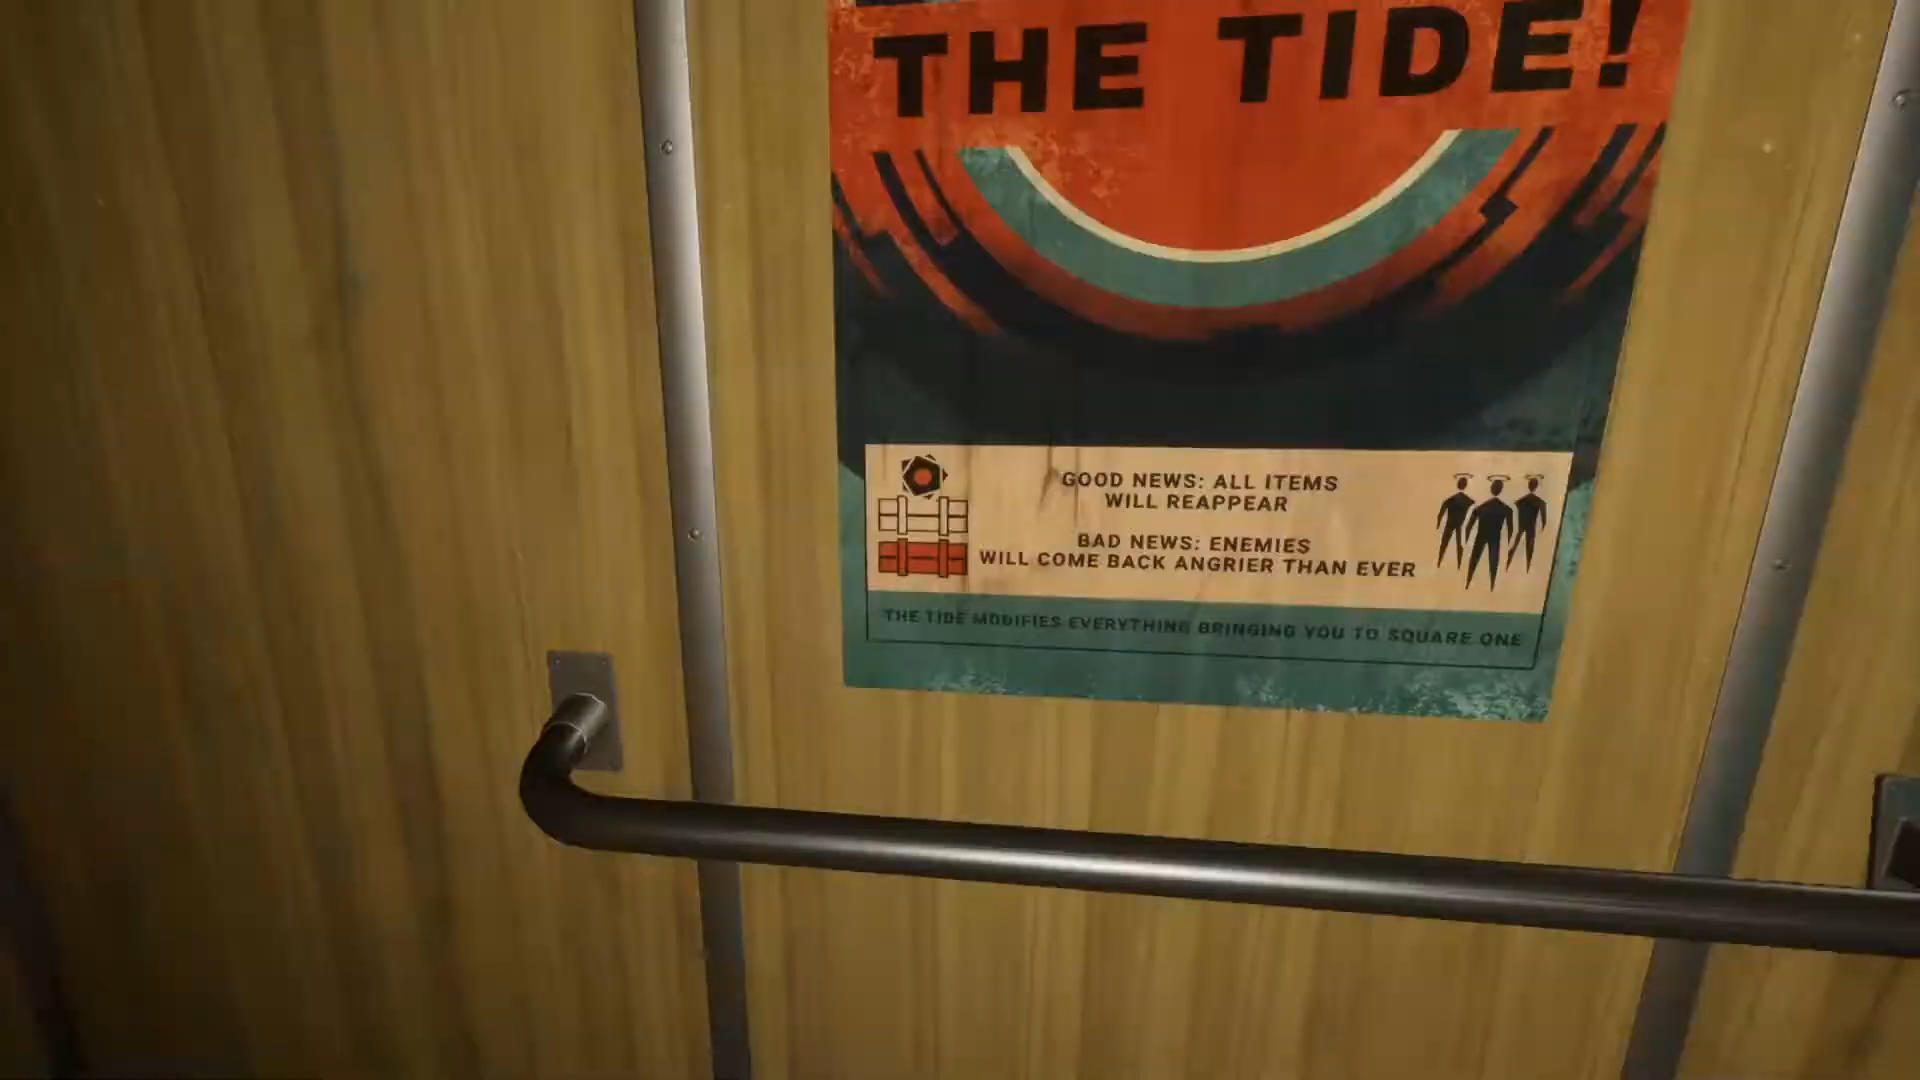 THE TIDE!
GOOD NEWS: ALL ITEMS
WILL REAPPEAR
BAD NEWS: ENEMIES
WILL COME BACK ANGRIER THAN EVER
THE TIDE MODIFIES EVERYTHING BRINGING YOU TO SQUARE ONE